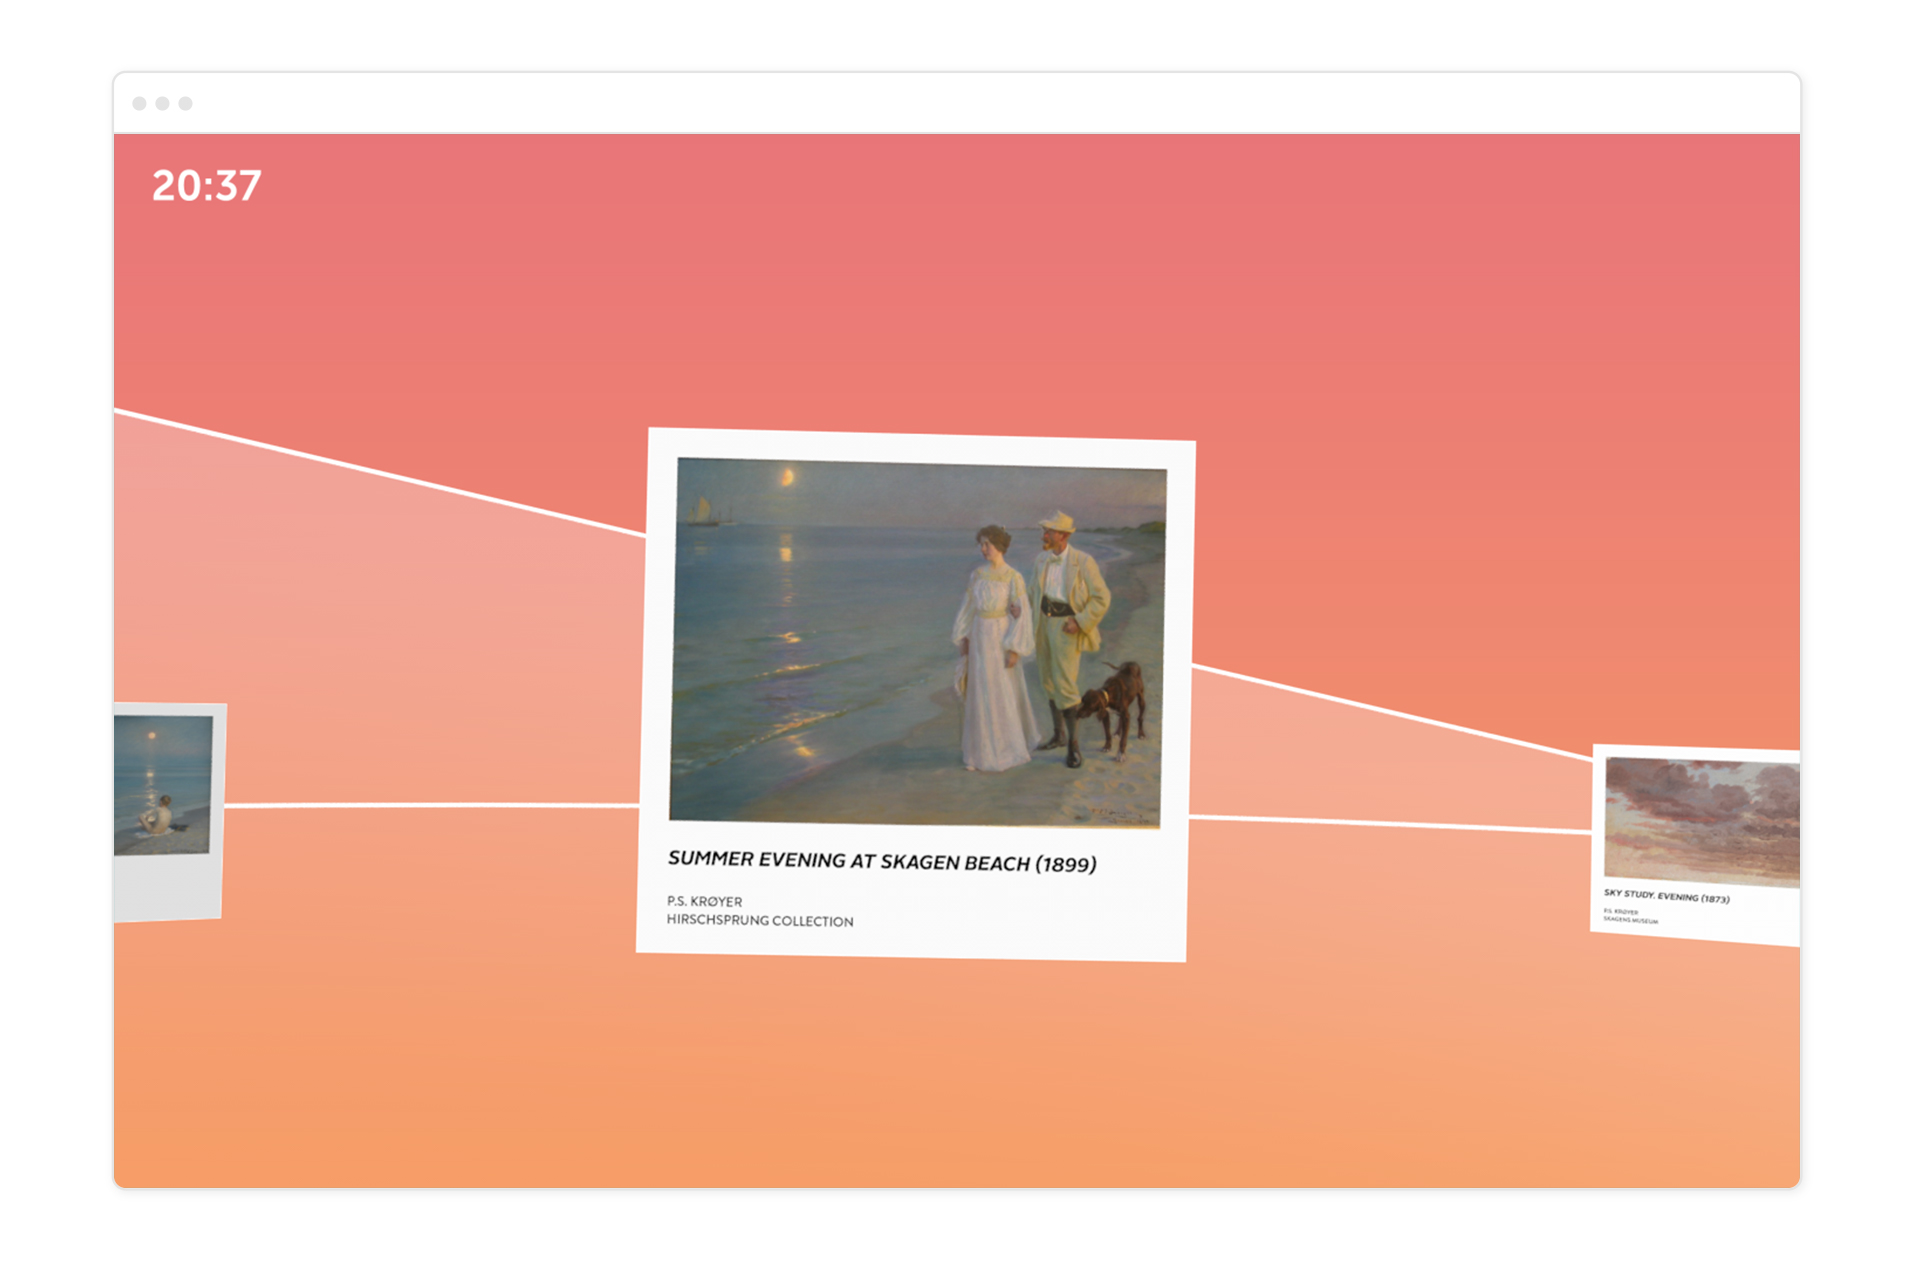 20:37
SUMMER EVENING AT SKAGEN BEACH (1899)
P.S. KRØYER
HIRSCHSPRUNG COLLECTION
SKY STUDY. EVENING (1873)
P.S. KRØYER
SKAGENS MUSEUM